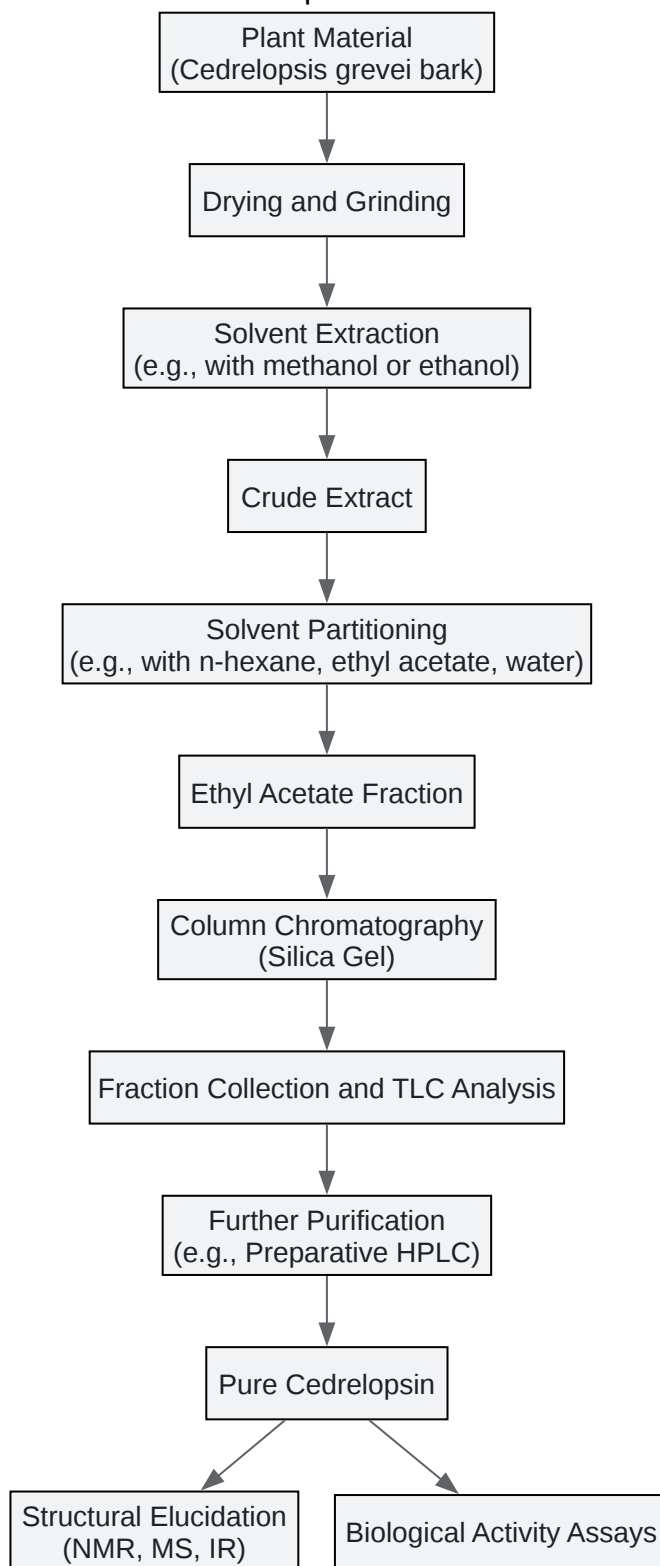 Plant Material
(Cedrelopsis grevei bark)
Drying and Grinding
Solvent Extraction
(e.g., with methanol or ethanol)
Crude Extract
Solvent Partitioning
(e.g., with n-hexane, ethyl acetate, water)
Ethyl Acetate Fraction
Column Chromatography
(Silica Gel)
Fraction Collection and TLC Analysis
Further Purification
(e.g., Preparative HPLC)
Pure Cedrelopsin
Structural Elucidation
(NMR, MS, IR)
Biological Activity Assays